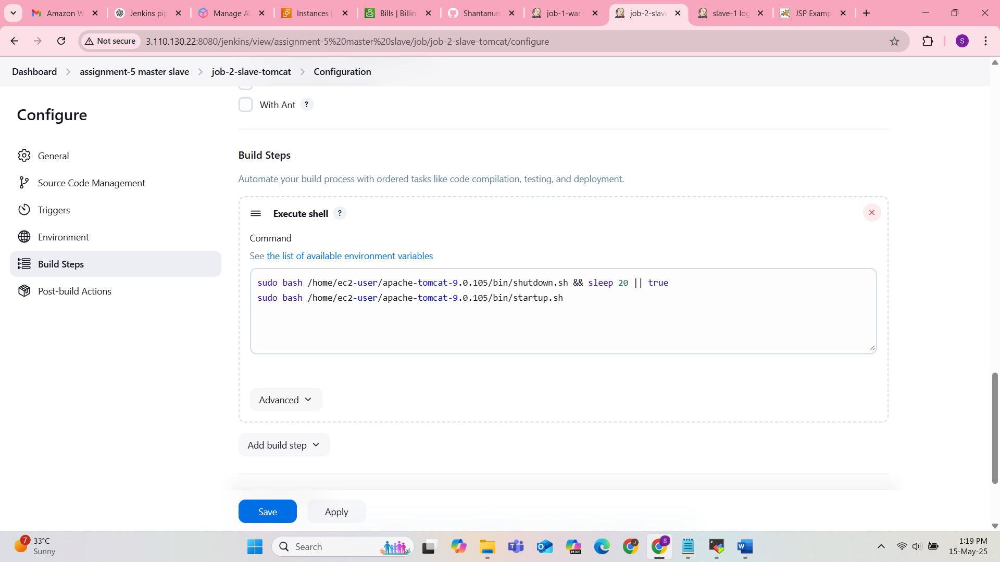 Amazon W
Jenkins pip
Manage AV
Instances |
Bills | Billin
Shantanum
job-1-war
job-2-slave
slave-1 log
JSP Examp
Not secure
3.110.130.22:8080/jenkins/view/assignment-5%20master%20slave/job/job-2-slave-tomcat/configure
S
Dashboard
assignment-5 master slave
job-2-slave-tomcat
Configuration
With Ant ?
Configure
General
Source Code Management
Triggers
Environment
Build Steps
Post-build Actions
Build Steps
Automate your build process with ordered tasks like code compilation, testing, and deployment.
Execute shell ?
Command
See the list of available environment variables
sudo bash /home/ec2-user/apache-tomcat-9.0.105/bin/shutdown.sh && sleep 20 || true
sudo bash /home/ec2-user/apache-tomcat-9.0.105/bin/startup.sh
Advanced
Add build step
Save
Apply
7
33°C
Sunny
Search
M365
J
S
1:19 PM
15-May-25